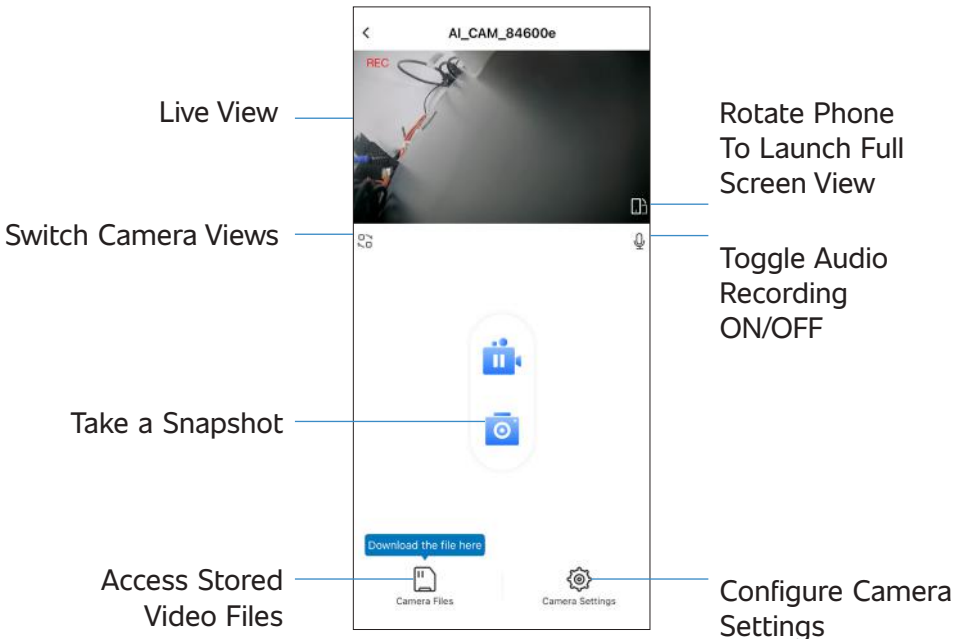 AI_CAM_84600e
REC
Live View
Rotate Phone
To Launch Full
Screen View
Switch Camera Views
Toggle Audio
Recording
ON/OFF
Take a Snapshot
Download the file here
Access Stored
Video Files
Camera Files
Camera Settings
Configure Camera
Settings